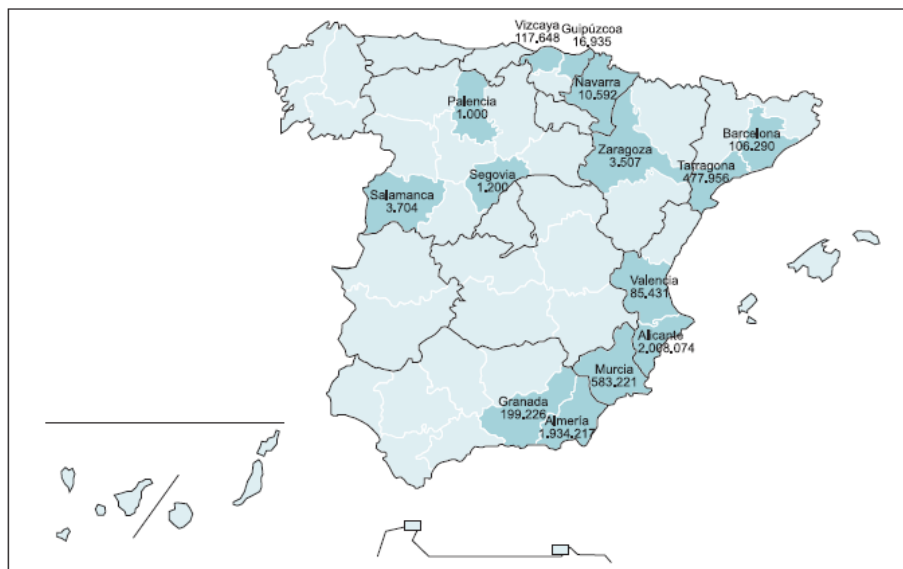 Vizcaya
117.648
Guipúzcoa
16.935
Navarra
10.592
Palencia
1.000
Barcelona
106.290
Zaragoza
3.507
Tarragona
477.956
Segovia
1.200
Salamanca
3.704
Valencia
85.431
Alicante
2.008.074
Murcia
583.221
Granada
199.226
Almería
1.934.217